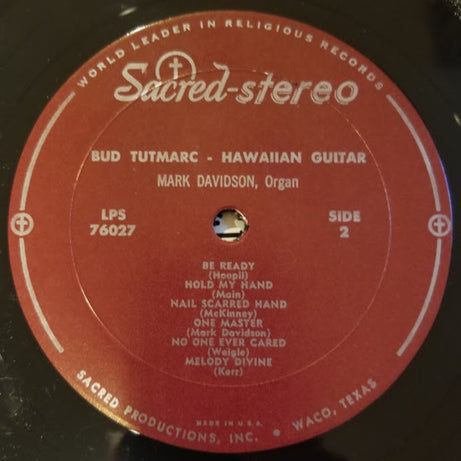 WORLD LEADER IN RELIGIOUS RECORDS
Sacred-stereo
BUD TUTMARC - HAWAIIAN GUITAR
MARK DAVIDSON, Organ
LPS
76027
SIDE
2
BE READY
(Hoopii)
HOLD MY HAND
(Main)
NAIL SCARRED HAND
(McKinney)
ONE MASTER
(Mark Davidson)
NO ONE EVER CARED
(Weigle)
MELODY DIVINE
(Kerr)
MADE IN U.S.A.
SACRED PRODUCTIONS, INC. • WACO, TEXAS